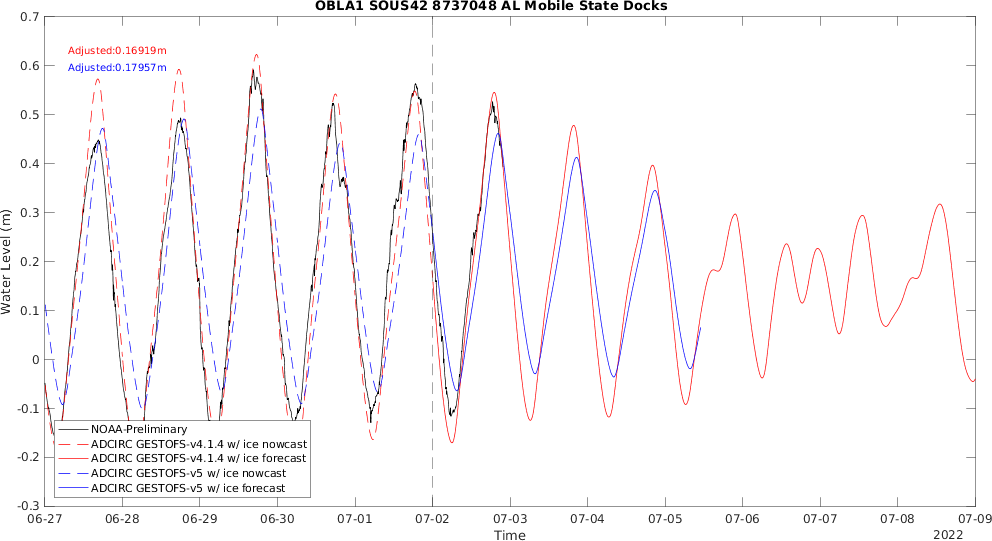 OBLA1 SOUS42 8737048 AL Mobile State Docks
Adjusted:0.16919m
Adjusted:0.17957m
Water Level (m)
0.7
0.6
0.5
0.4
0.3
0.2
0.1
0
-0.1
-0.2
-0.3
NOAA-Preliminary
ADCIRC GESTOFS-v4.1.4 w/ ice nowcast
ADCIRC GESTOFS-v4.1.4 w/ ice forecast
ADCIRC GESTOFS-v5 w/ ice nowcast
ADCIRC GESTOFS-v5 w/ ice forecast
06-27 06-28 06-29 06-30 07-01 07-02 07-03 07-04 07-05 07-06 07-07 07-08 07-09
Time
2022